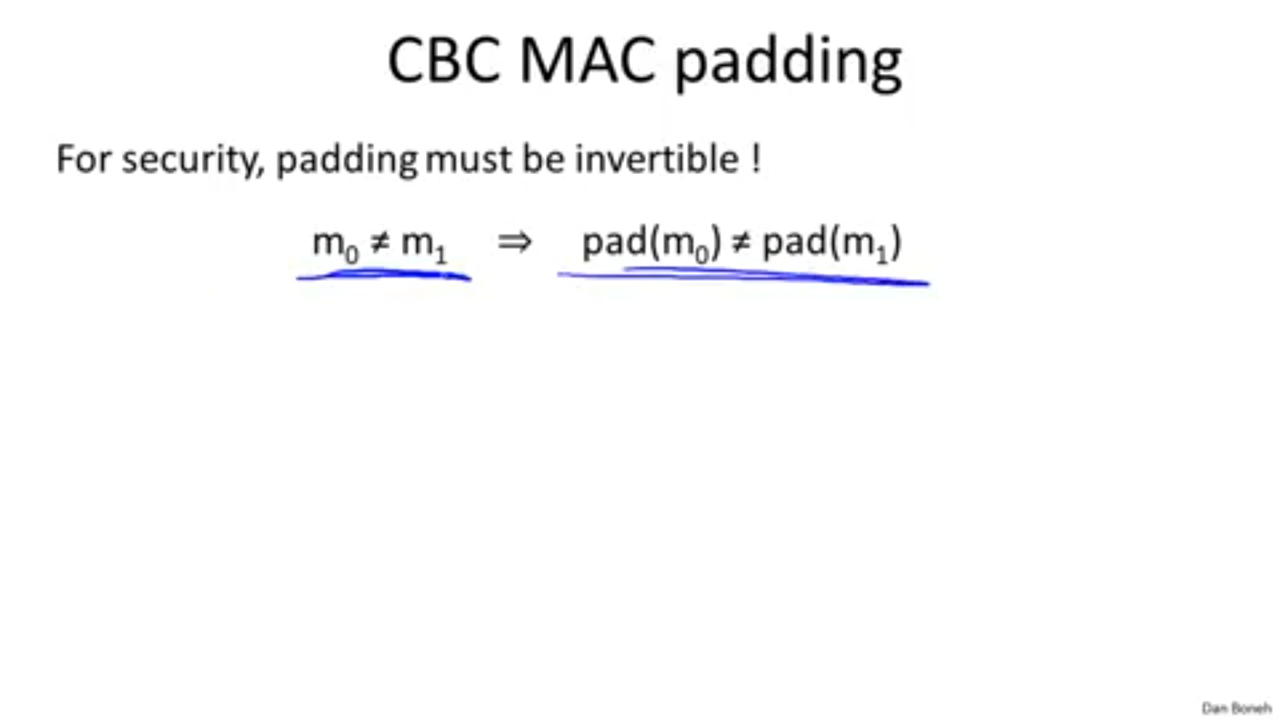 CBC MAC padding
For security, padding must be invertible !
m₀ ≠ m₁ ⇒ pad(m₀) ≠ pad(m₁)
Dan Boneh